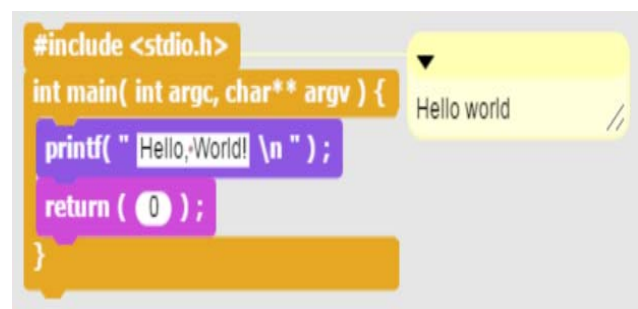 #include <stdio.h>
int main( int argc, char** argv ) {
printf( " Hello,·World! \n " ) ;
return ( 0 ) ;
}
Hello world